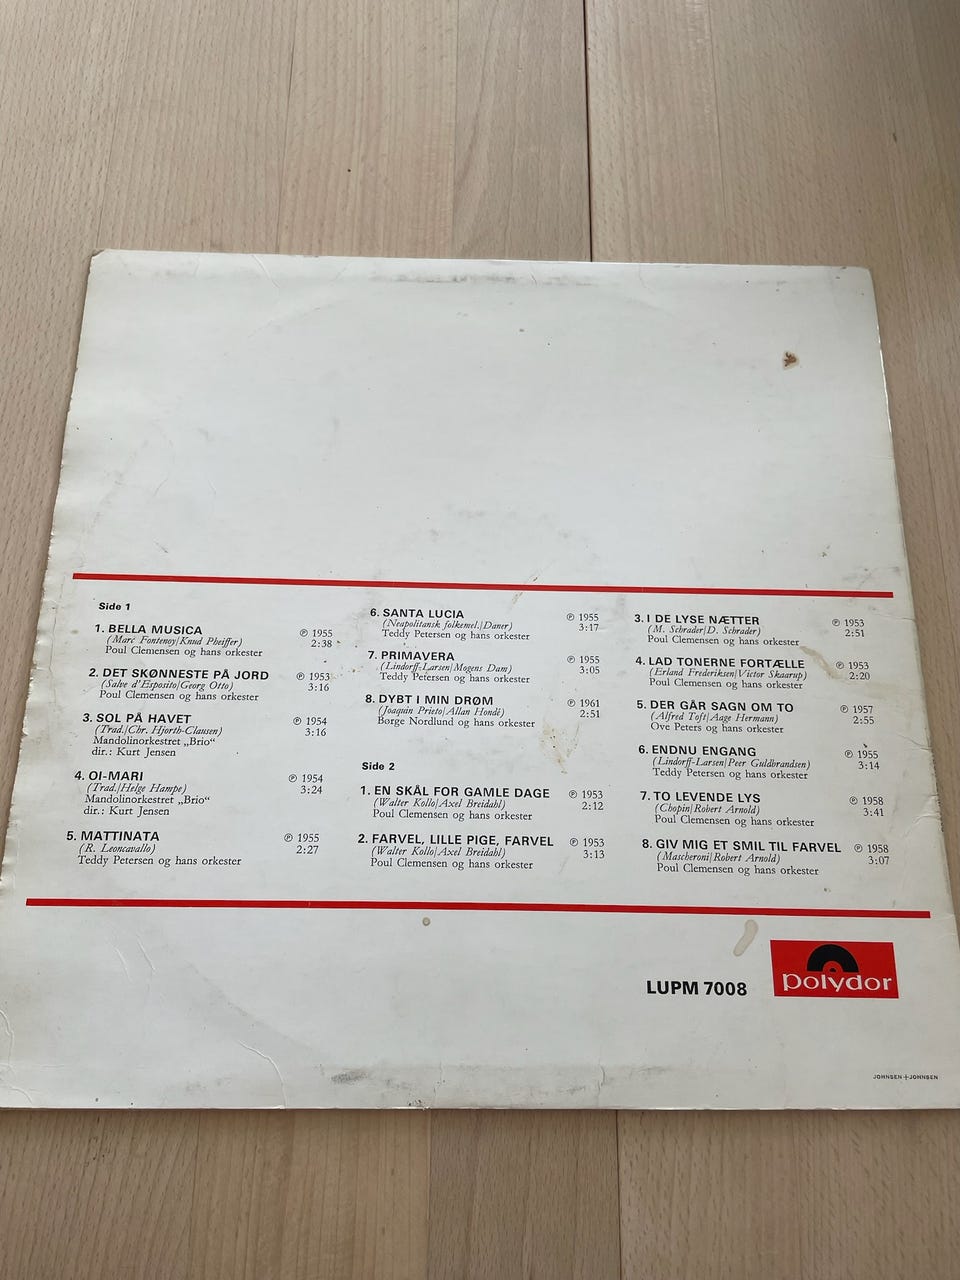 Side 1
1. BELLA MUSICA ℗ 1955
(Marc Fontenoy/Knud Pheiffer) 2:38
Poul Clemensen og hans orkester
2. DET SKØNNESTE PÅ JORD ℗ 1953
(Salve d'Esposito/Georg Otto) 3:16
Poul Clemensen og hans orkester
3. SOL PÅ HAVET ℗ 1954
(Trad./Chr. Hjorth-Clausen) 3:16
Mandolinorkestret „Brio“
dir.: Kurt Jensen
4. OI-MARI ℗ 1954
(Trad./Helge Hampe) 3:24
Mandolinorkestret „Brio“
dir.: Kurt Jensen
5. MATTINATA ℗ 1955
(R. Leoncavallo) 2:27
Teddy Petersen og hans orkester
6. SANTA LUCIA ℗ 1955
(Neapolitansk folkemel./Daner) 3:17
Teddy Petersen og hans orkester
7. PRIMAVERA ℗ 1955
(Lindorff-Larsen/Mogens Dam) 3:05
Teddy Petersen og hans orkester
8. DYBT I MIN DRØM ℗ 1961
(Joaquin Prieto/Allan Hondé) 2:51
Børge Nordlund og hans orkester
Side 2
1. EN SKÅL FOR GAMLE DAGE ℗ 1953
(Walter Kollo/Axel Breidahl) 2:12
Poul Clemensen og hans orkester
2. FARVEL, LILLE PIGE, FARVEL ℗ 1953
(Walter Kollo/Axel Breidahl) 3:13
Poul Clemensen og hans orkester
3. I DE LYSE NÆTTER ℗ 1953
(M. Schrader/D. Schrader) 2:51
Poul Clemensen og hans orkester
4. LAD TONERNE FORTÆLLE ℗ 1953
(Erland Frederiksen/Victor Skaarup) 2:20
Poul Clemensen og hans orkester
5. DER GÅR SAGN OM TO ℗ 1957
(Alfred Toft/Aage Hermann) 2:55
Ove Peters og hans orkester
6. ENDNU ENGANG ℗ 1955
(Lindorff-Larsen/Peer Guldbrandsen) 3:14
Teddy Petersen og hans orkester
7. TO LEVENDE LYS ℗ 1958
(Chopin/Robert Arnold) 3:41
Poul Clemensen og hans orkester
8. GIV MIG ET SMIL TIL FARVEL ℗ 1958
(Mascheroni/Robert Arnold) 3:07
Poul Clemensen og hans orkester
LUPM 7008
polydor
JOHNSEN + JOHNSEN